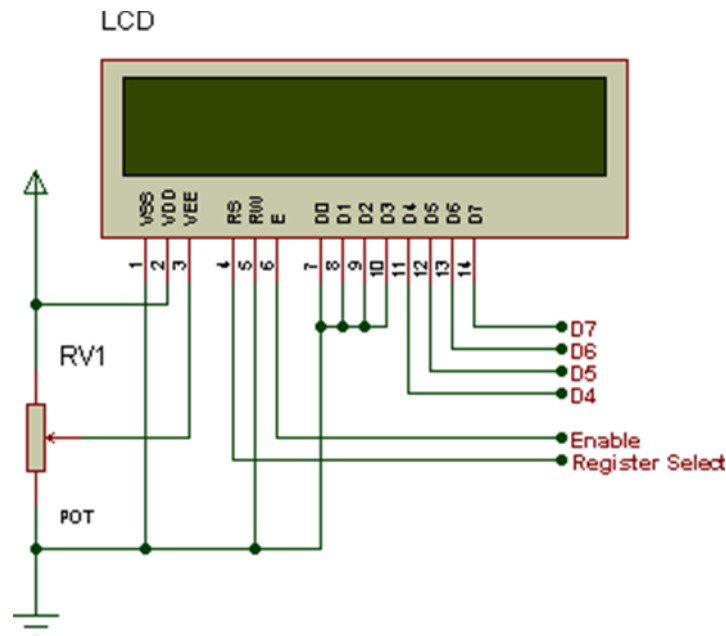 LCD
VSS VDD VEE RS RW E D0 D1 D2 D3 D4 D5 D6 D7
1 2 3 4 5 6 7 8 9 10 11 12 13 14
D7
RV1
D6
D5
D4
Enable
Register Select
POT